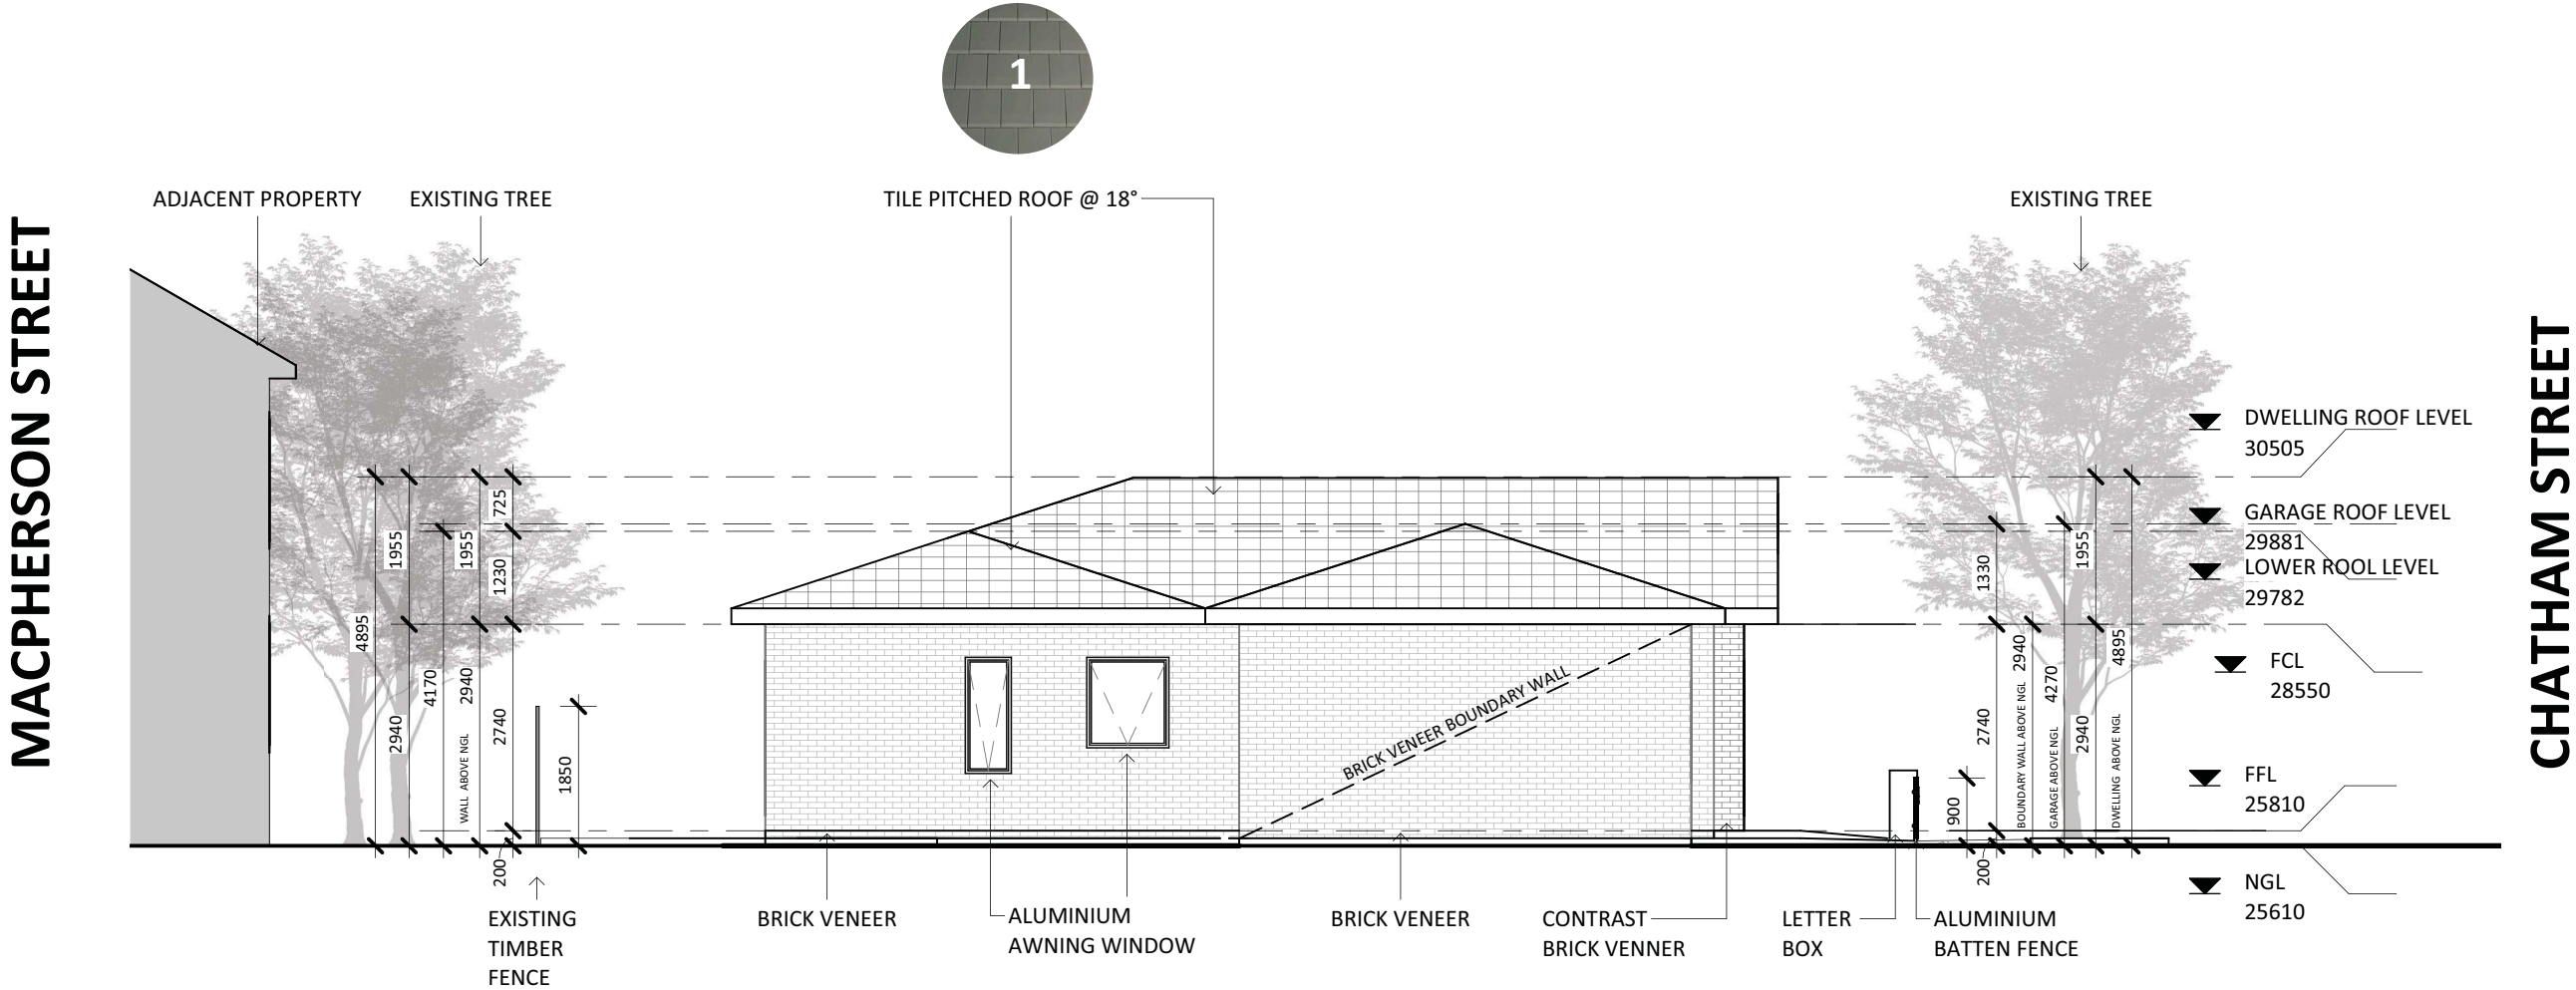 1
ADJACENT PROPERTY
EXISTING TREE
TILE PITCHED ROOF @ 18°
EXISTING TREE
MACPHERSON STREET
CHATHAM STREET
DWELLING ROOF LEVEL
30505
GARAGE ROOF LEVEL
29881
LOWER ROOL LEVEL
29782
FCL
28550
FFL
25810
NGL
25610
4895
1955
2940
4170
1955
2940
WALL ABOVE NGL
725
1230
2740
200
1850
BRICK VENEER BOUNDARY WALL
900
1330
2740
200
2940
BOUNDARY WALL ABOVE NGL
4270
GARAGE ABOVE NGL
1955
2940
4895
DWELLING ABOVE NGL
EXISTING
TIMBER
FENCE
BRICK VENEER
ALUMINIUM
AWNING WINDOW
BRICK VENEER
CONTRAST
BRICK VENNER
LETTER
BOX
ALUMINIUM
BATTEN FENCE